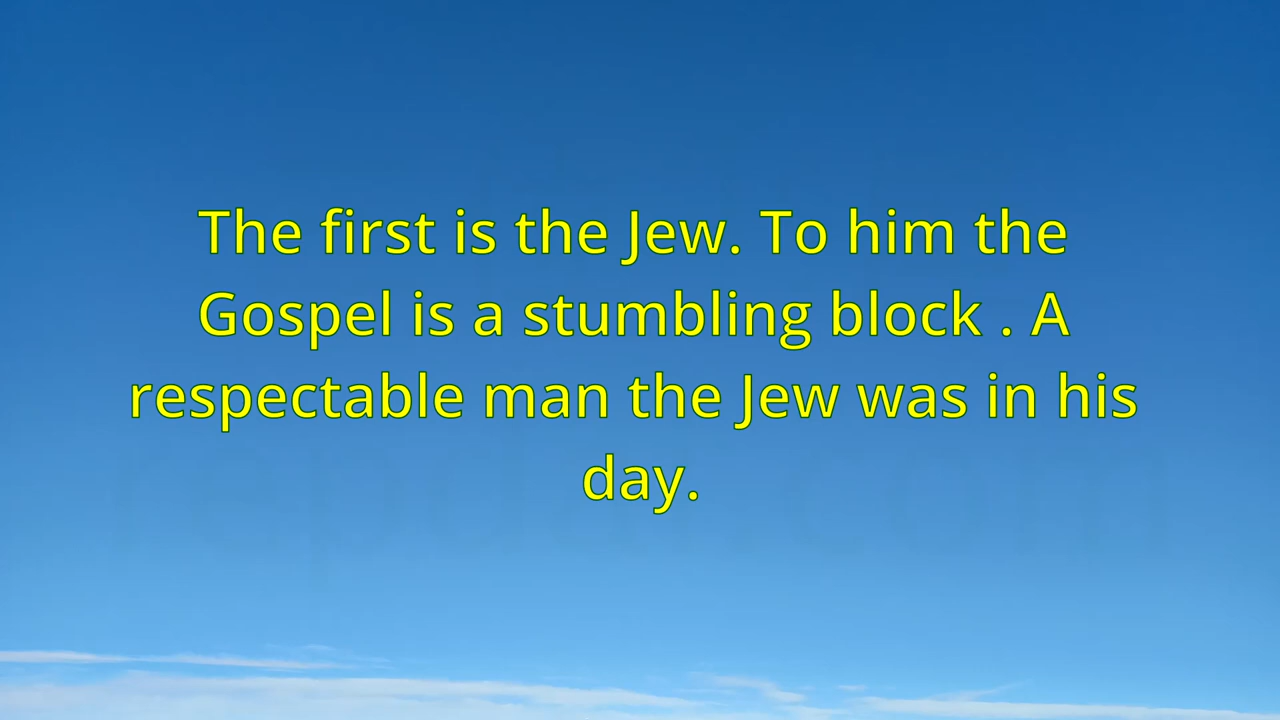 The first is the Jew. To him the
Gospel is a stumbling block . A
respectable man the Jew was in his
day.